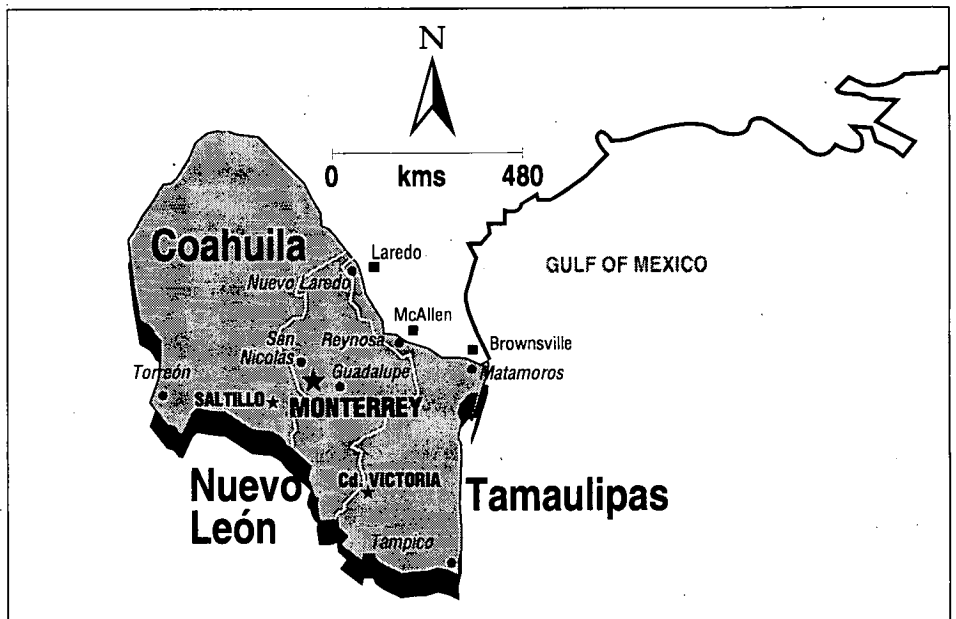 N
0 kms 480
Coahuila
Laredo
GULF OF MEXICO
Nuevo Laredo
McAllen
San
Nicolás
Reynosa
Brownsville
Torreón
Guadalupe
Matamoros
SALTILLO
MONTERREY
Nuevo
León
Cd. VICTORIA
Tamaulipas
Tampico